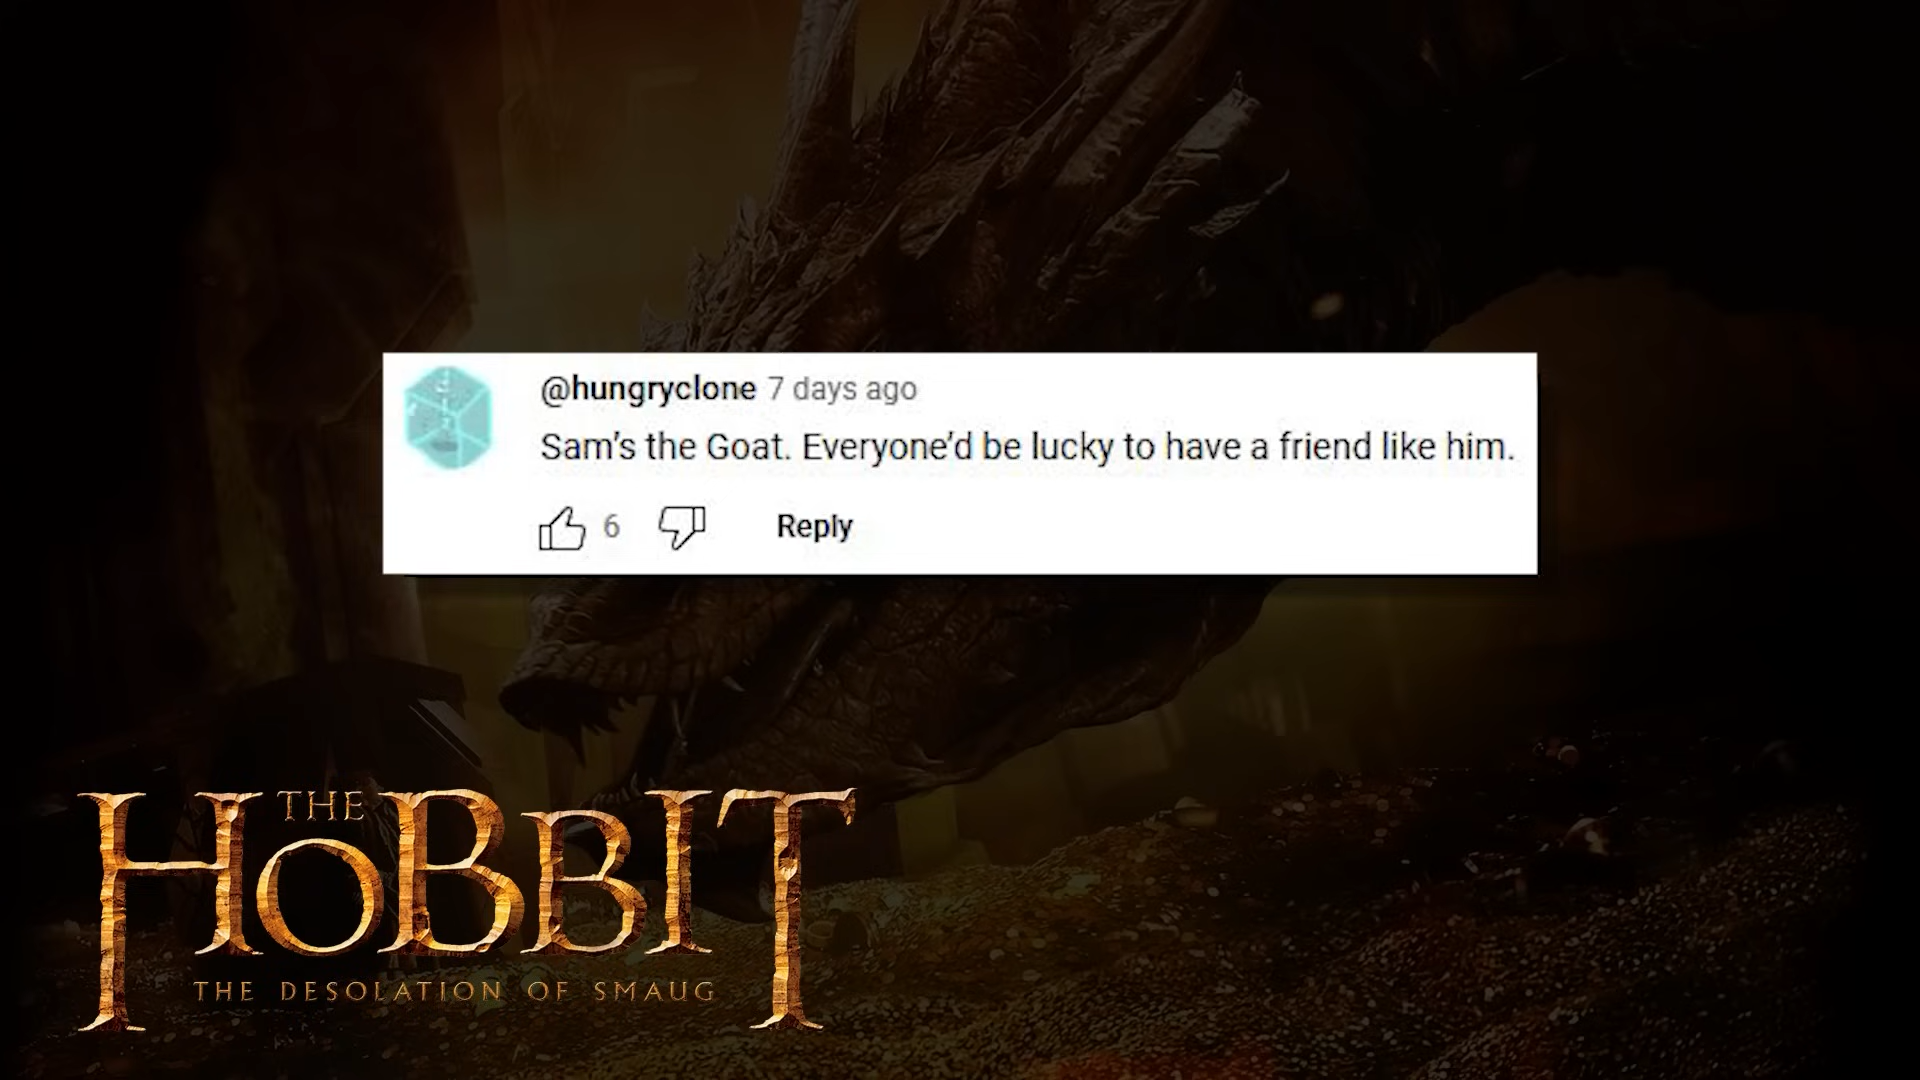 @hungryclone 7 days ago
Sam's the Goat. Everyone'd be lucky to have a friend like him.
6 Reply
THE
HOBBIT
THE DESOLATION OF SMAUG